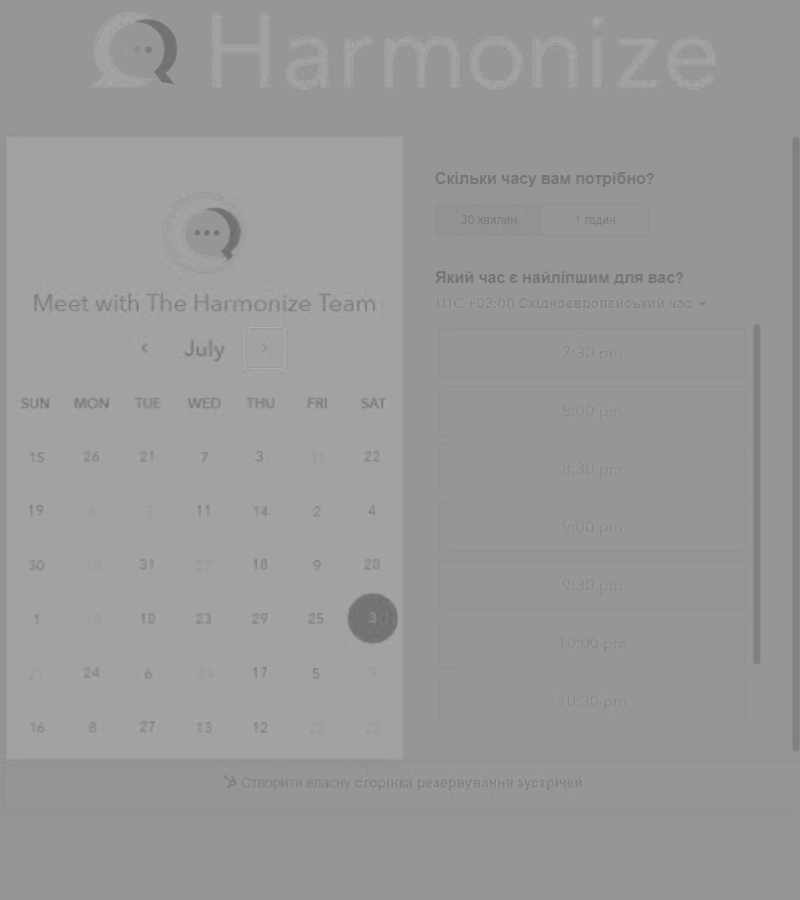 Harmonize
Meet with The Harmonize Team
July
SUN MON TUE WED THU FRI SAT
15 26 21 7 3 31 22
19 6 3 11 14 2 4
30 18 31 27 18 9 20
1 10 23 29 25 3
21 24 6 24 17 5 9
16 8 27 13 12 22
Скільки часу вам потрібно?
30 хвилин 1 годин
Який час є найліпшим для вас?
UTC +03:00 Східноєвропейський час
7:30 pm
8:00 pm
8:30 pm
9:00 pm
9:30 pm
10:00 pm
10:30 pm
Створити власну сторінка резервування зустрічей